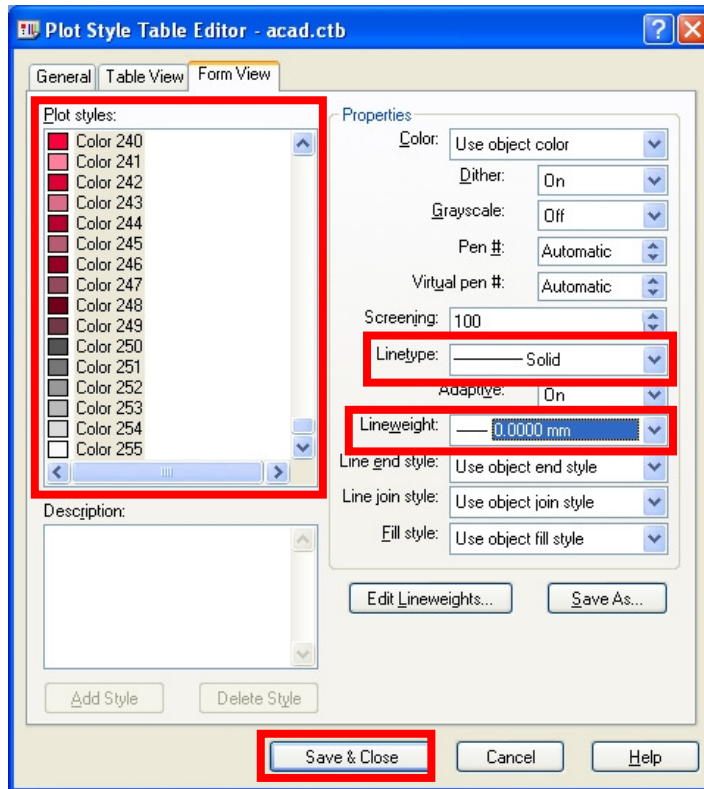 Plot Style Table Editor - acad.ctb
General Table View Form View
Plot styles:
Color 240
Color 241
Color 242
Color 243
Color 244
Color 245
Color 246
Color 247
Color 248
Color 249
Color 250
Color 251
Color 252
Color 253
Color 254
Color 255
Description:
Add Style Delete Style
Properties
Color: Use object color
Dither: On
Grayscale: Off
Pen #: Automatic
Virtual pen #: Automatic
Screening: 100
Linetype: Solid
Adaptive: On
Lineweight: 0.0000 mm
Line end style: Use object end style
Line join style: Use object join style
Fill style: Use object fill style
Edit Lineweights... Save As...
Save & Close Cancel Help